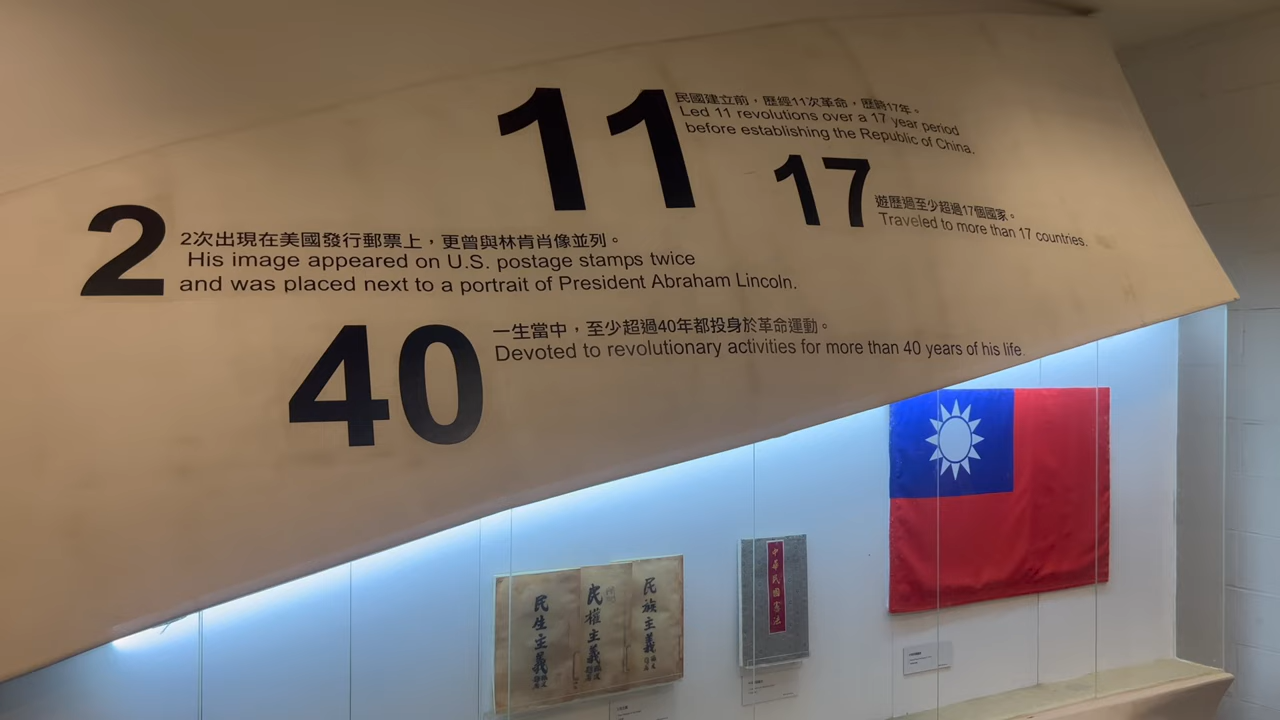 11
民國建立前，歷經11次革命，歷時17年。
Led 11 revolutions over a 17 year period
before establishing the Republic of China.
17
遊歷過至少超過17個國家。
Traveled to more than 17 countries.
2
2次出現在美國發行郵票上，更曾與林肯肖像並列。
His image appeared on U.S. postage stamps twice
and was placed next to a portrait of President Abraham Lincoln.
40
一生當中，至少超過40年都投身於革命運動。
Devoted to revolutionary activities for more than 40 years of his life.
民族主義
民權主義
民生主義
中華民國憲法